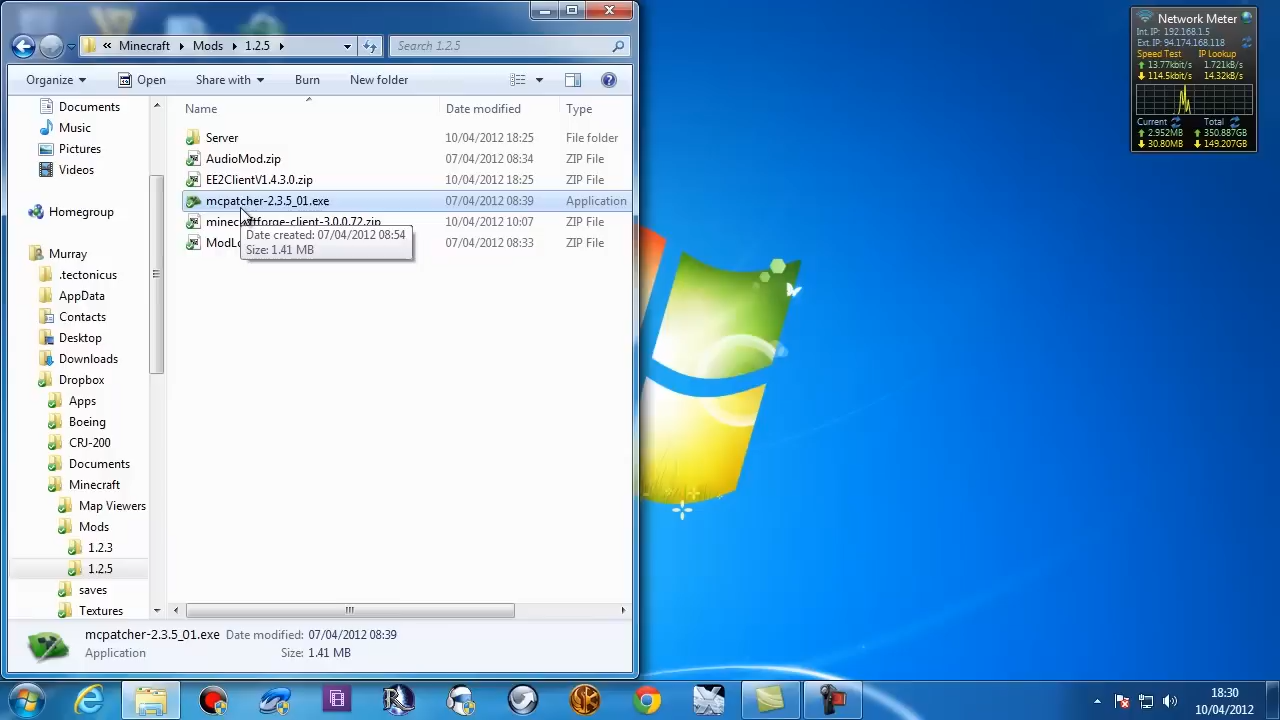 « Minecraft Mods 1.2.5
Search 1.2.5
Organize Open Share with Burn New folder
Name Date modified Type
Server 10/04/2012 18:25 File folder
AudioMod.zip 07/04/2012 08:34 ZIP File
EE2ClientV1.4.3.0.zip 10/04/2012 18:25 ZIP File
mcpatcher-2.3.5_01.exe 07/04/2012 08:39 Application
minecraftforge-client-3.0.0.72.zip 10/04/2012 10:07 ZIP File
07/04/2012 08:33 ZIP File
Date created: 07/04/2012 08:54
Size: 1.41 MB
Documents
Music
Pictures
Videos
Homegroup
Murray
.tectonicus
AppData
Contacts
Desktop
Downloads
Dropbox
Apps
Boeing
CRJ-200
Documents
Minecraft
Map Viewers
Mods
1.2.3
1.2.5
saves
Textures
mcpatcher-2.3.5_01.exe Date modified: 07/04/2012 08:39
Application Size: 1.41 MB
Network Meter
Int. IP: 192.168.1.5
Ext. IP: 94.174.168.118
Speed Test IP Lookup
13.77kbit/s 1.721kB/s
114.5kbit/s 14.32kB/s
Current Total
2.952MB 350.887GB
30.80MB 149.207GB
18:30
10/04/2012